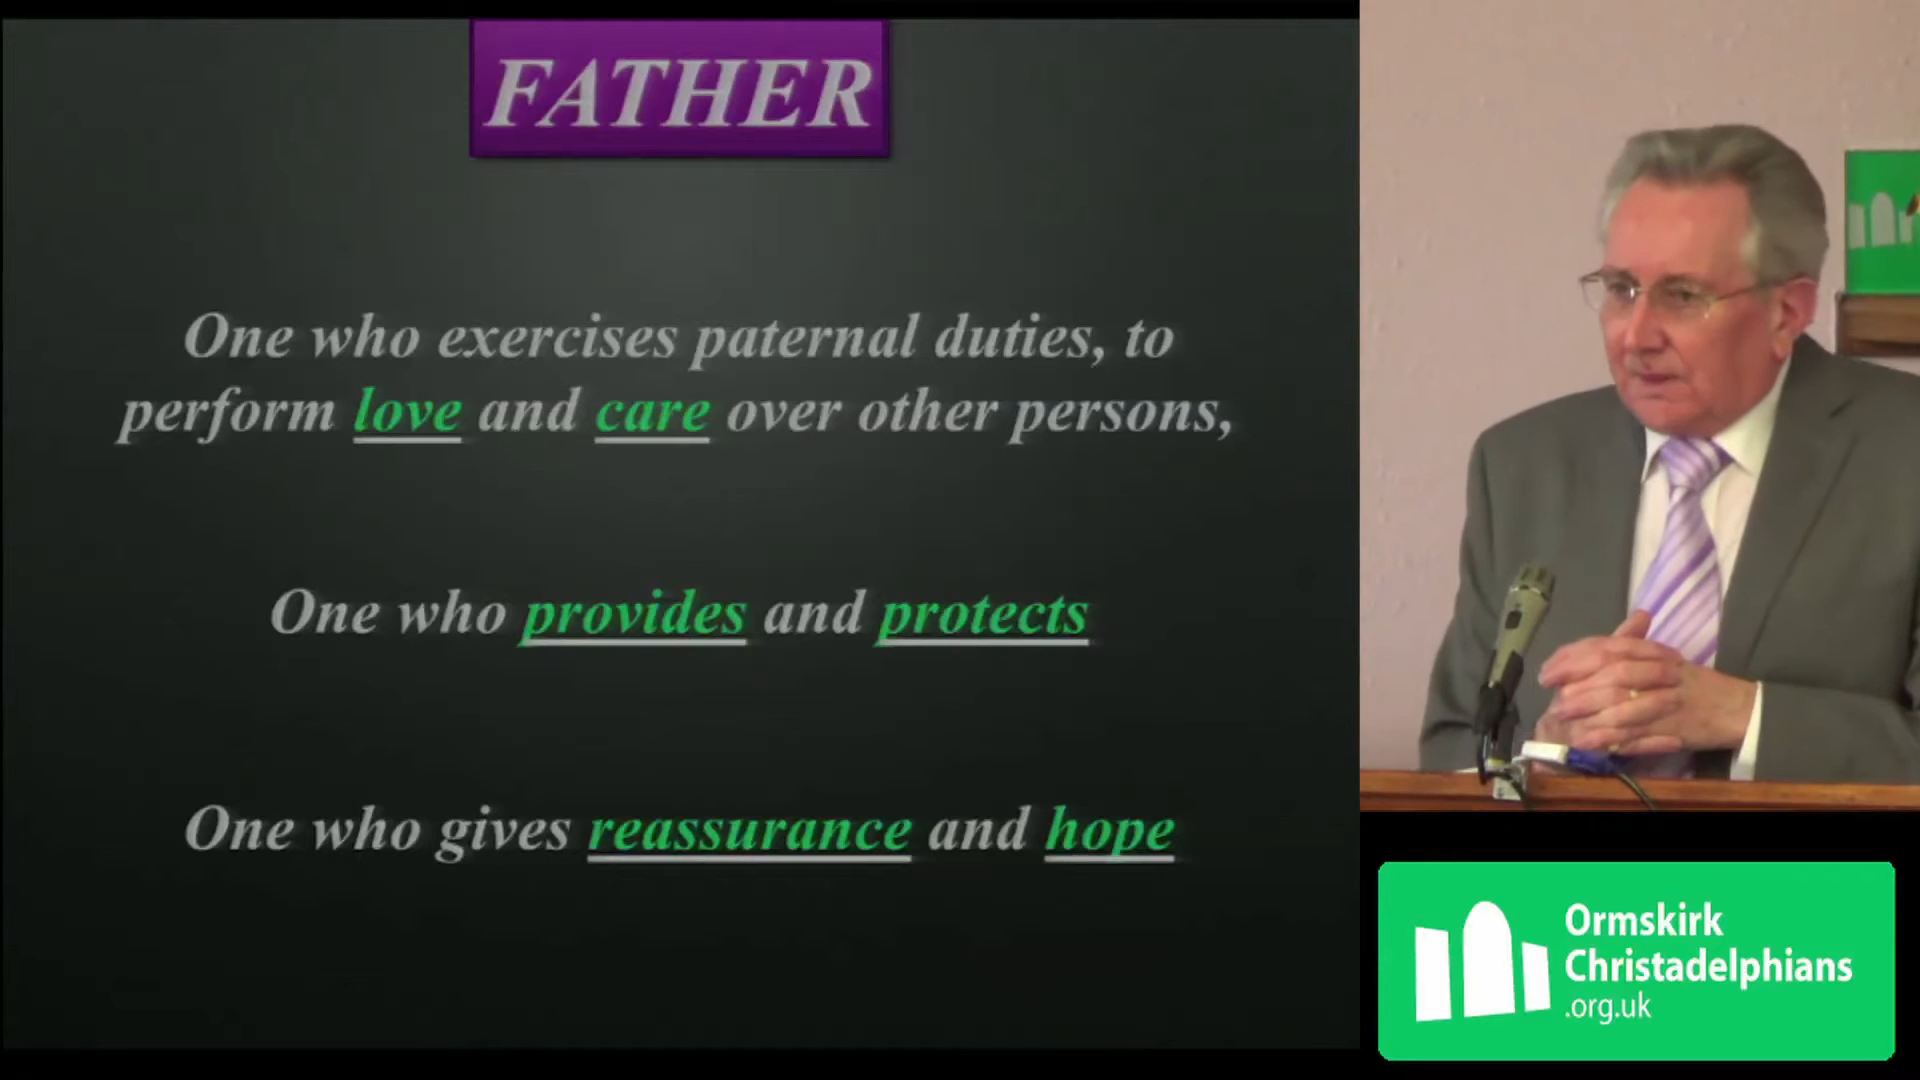 FATHER
One who exercises paternal duties, to
perform love and care over other persons,
One who provides and protects
One who gives reassurance and hope
Ormskirk
Christadelphians
.org.uk